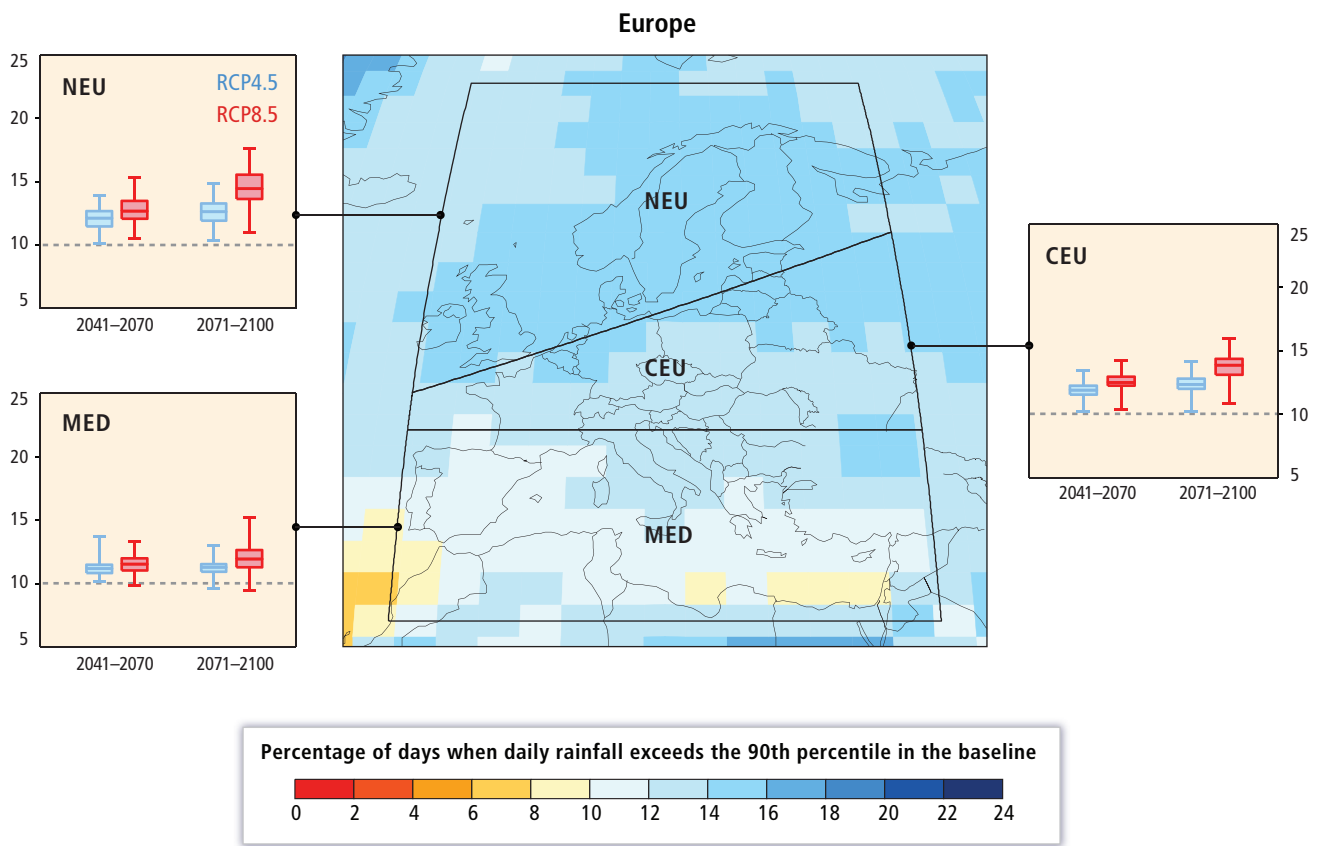 Europe
25
20
15
10
5
NEU
RCP4.5
RCP8.5
2041–2070 2071–2100
25
20
15
10
5
MED
2041–2070 2071–2100
NEU
CEU
MED
CEU
25
20
15
10
5
2041–2070 2071–2100
Percentage of days when daily rainfall exceeds the 90th percentile in the baseline
0 2 4 6 8 10 12 14 16 18 20 22 24